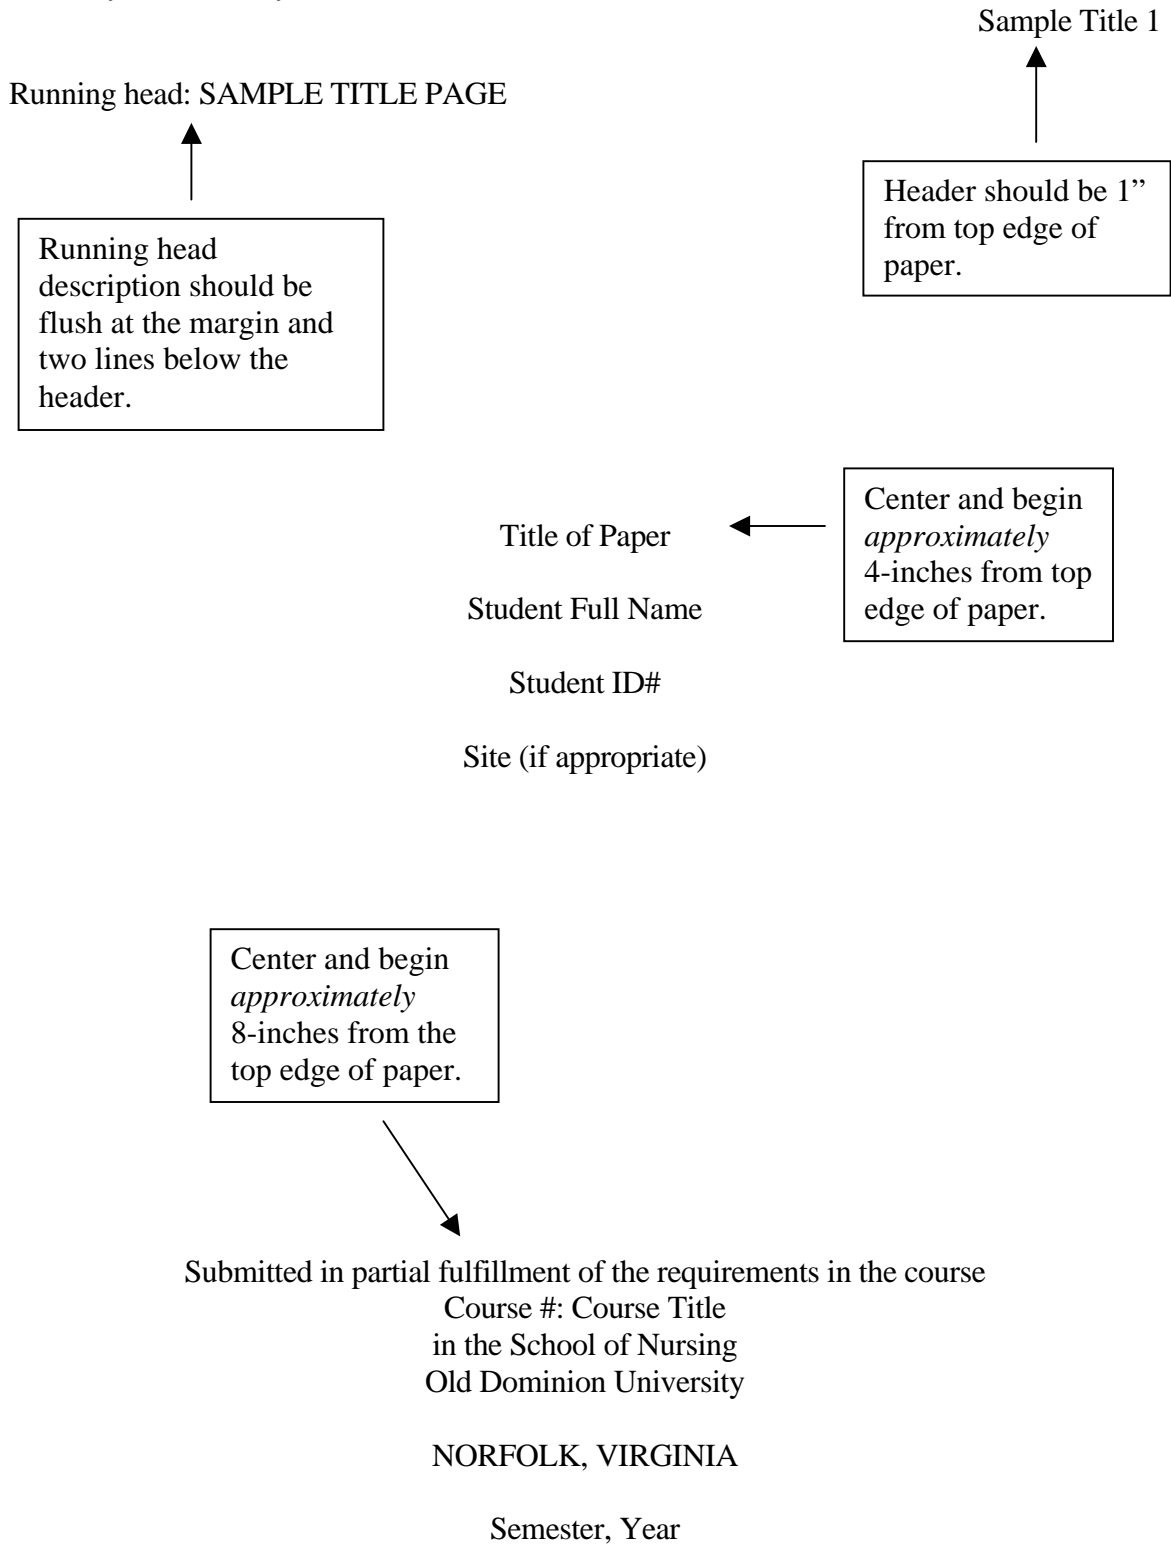 Sample Title 1
Running head: SAMPLE TITLE PAGE
Header should be 1”
from top edge of
paper.
Running head
description should be
flush at the margin and
two lines below the
header.
Title of Paper
Center and begin
approximately
4-inches from top
edge of paper.
Student Full Name
Student ID#
Site (if appropriate)
Center and begin
approximately
8-inches from the
top edge of paper.
Submitted in partial fulfillment of the requirements in the course
Course #: Course Title
in the School of Nursing
Old Dominion University
NORFOLK, VIRGINIA
Semester, Year